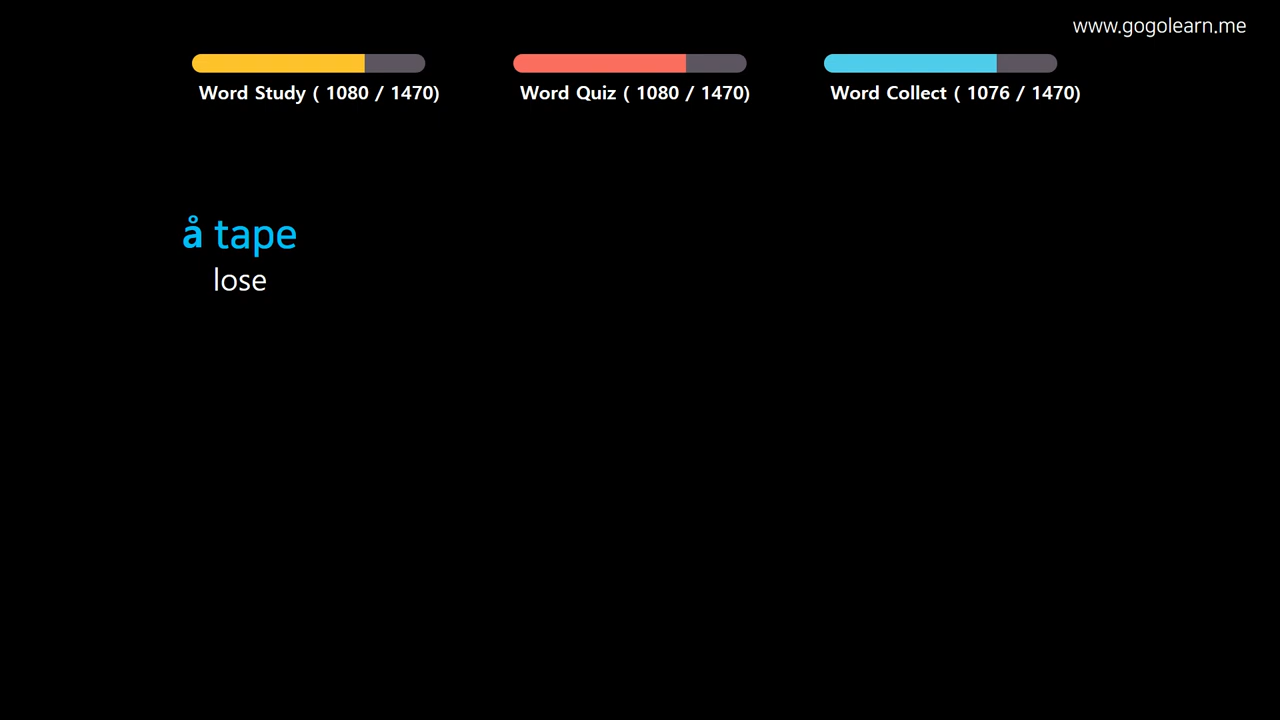 www.gogolearn.me
Word Study ( 1080 / 1470)
Word Quiz ( 1080 / 1470)
Word Collect ( 1076 / 1470)
å tape
lose